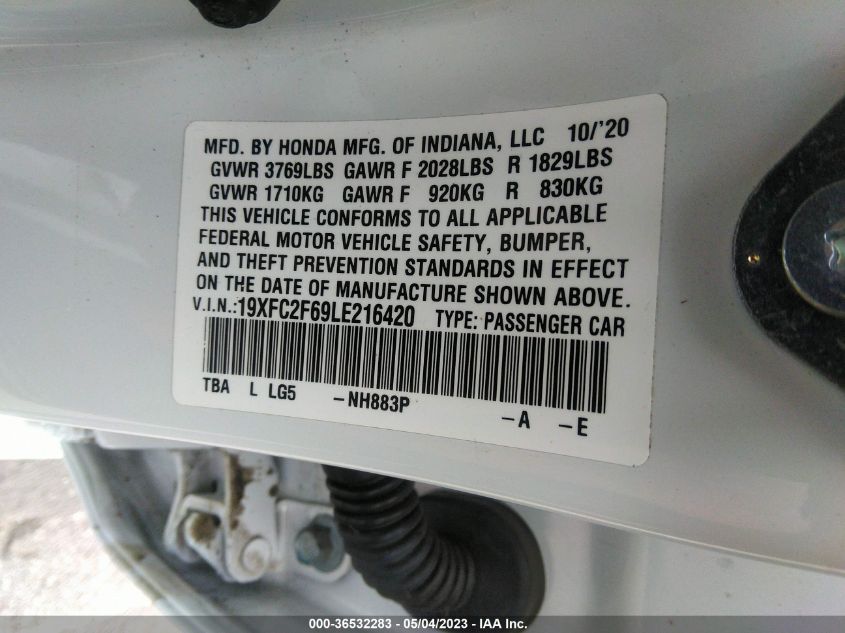 MFD. BY HONDA MFG. OF INDIANA, LLC 10/'20
GVWR 3769LBS GAWR F 2028LBS R 1829LBS
GVWR 1710KG GAWR F 920KG R 830KG
THIS VEHICLE CONFORMS TO ALL APPLICABLE
FEDERAL MOTOR VEHICLE SAFETY, BUMPER,
AND THEFT PREVENTION STANDARDS IN EFFECT
ON THE DATE OF MANUFACTURE SHOWN ABOVE.
V.I.N.:19XFC2F69LE216420 TYPE: PASSENGER CAR
TBA L LG5 -NH883P -A -E
000-36532283 - 05/04/2023 - IAA Inc.